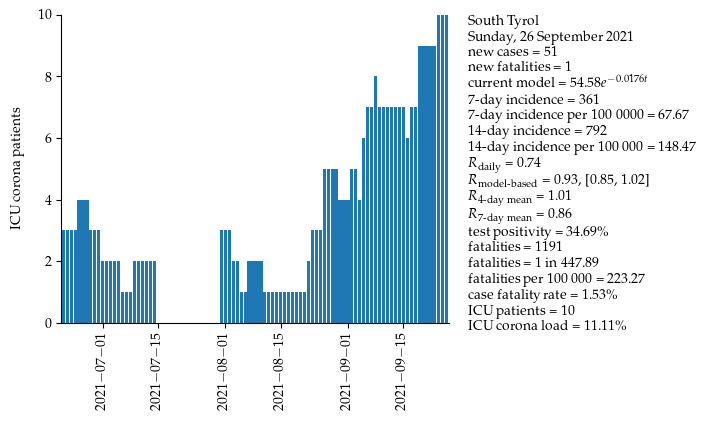 South Tyrol
Sunday, 26 September 2021
new cases = 51
new fatalities = 1
current model = 54.58e^{−0.0176t}
7-day incidence = 361
7-day incidence per 100 0000 = 67.67
14-day incidence = 792
14-day incidence per 100 000 = 148.47
R_daily = 0.74
R_model-based = 0.93, [0.85, 1.02]
R_4-day mean = 1.01
R_7-day mean = 0.86
test positivity = 34.69%
fatalities = 1191
fatalities = 1 in 447.89
fatalities per 100 000 = 223.27
case fatality rate = 1.53%
ICU patients = 10
ICU corona load = 11.11%
ICU corona patients
10
8
6
4
2
0
2021−07−01
2021−07−15
2021−08−01
2021−08−15
2021−09−01
2021−09−15